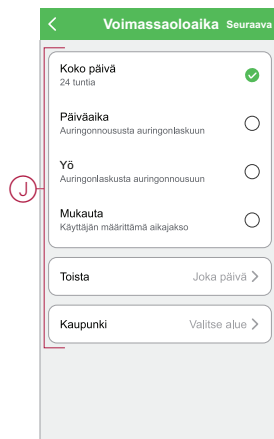 Voimassaoloaika Seuraava
Koko päivä
24 tuntia
Päiväaika
Auringonnoususta auringonlaskuun
Yö
Auringonlaskusta auringonnousuun
Mukauta
Käyttäjän määrittämä aikajakso
J
Toista Joka päivä
Kaupunki Valitse alue